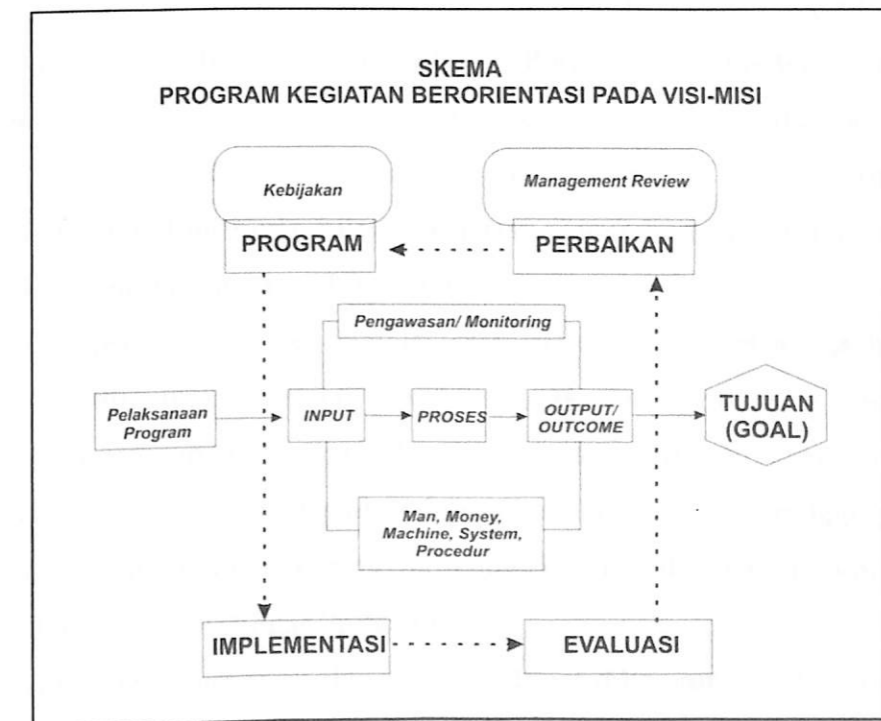 SKEMA
PROGRAM KEGIATAN BERORIENTASI PADA VISI-MISI
Kebijakan
Management Review
PROGRAM
PERBAIKAN
Pengawasan/ Monitoring
Pelaksanaan
Program
INPUT
PROSES
OUTPUT/
OUTCOME
TUJUAN
(GOAL)
Man, Money,
Machine, System,
Procedur
IMPLEMENTASI
EVALUASI